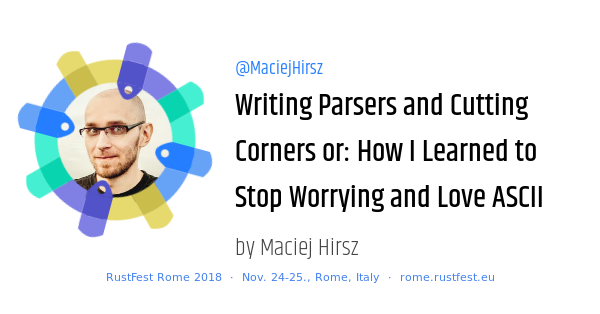 @MaciejHirsz
Writing Parsers and Cutting
Corners or: How I Learned to
Stop Worrying and Love ASCII
by Maciej Hirsz
RustFest Rome 2018 · Nov. 24-25., Rome, Italy · rome.rustfest.eu